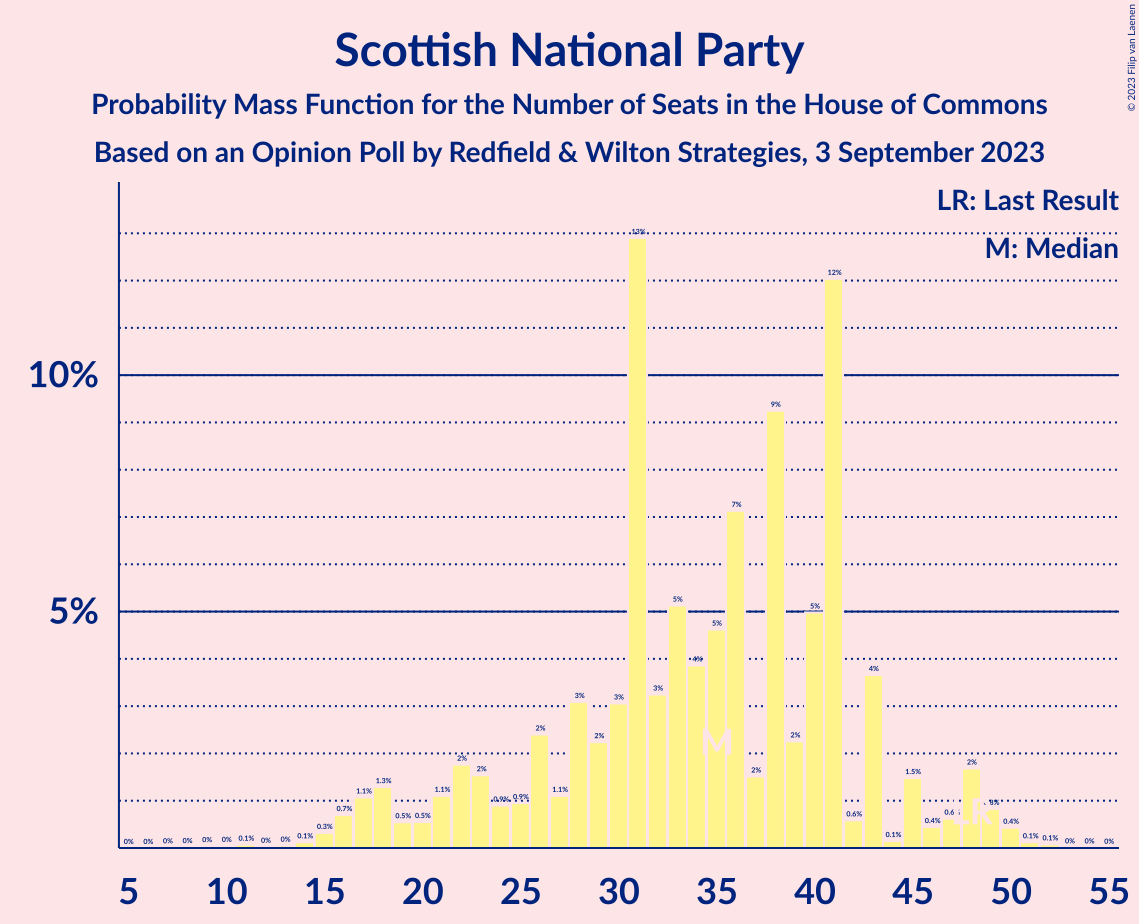 Scottish National Party
Probability Mass Function for the Number of Seats in the House of Commons
Based on an Opinion Poll by Redfield & Wilton Strategies, 3 September 2023
© 2023 Filip van Laenen
LR: Last Result
M: Median
10%
5%
0% 0% 0% 0% 0% 0% 0.1% 0% 0% 0.1% 0.3% 0.7% 1.1% 1.3% 0.5% 0.5% 1.1% 2% 2% 0.9% 0.9% 2% 1.1% 3% 2% 3% 13% 3% 5% 4% 5% 7% 2% 9% 2% 5% 12% 0.6% 4% 0.1% 1.5% 0.4% 0.6 2% 0.4% 0.1% 0.1% 0% 0% 0%
M
LR
5 10 15 20 25 30 35 40 45 50 55